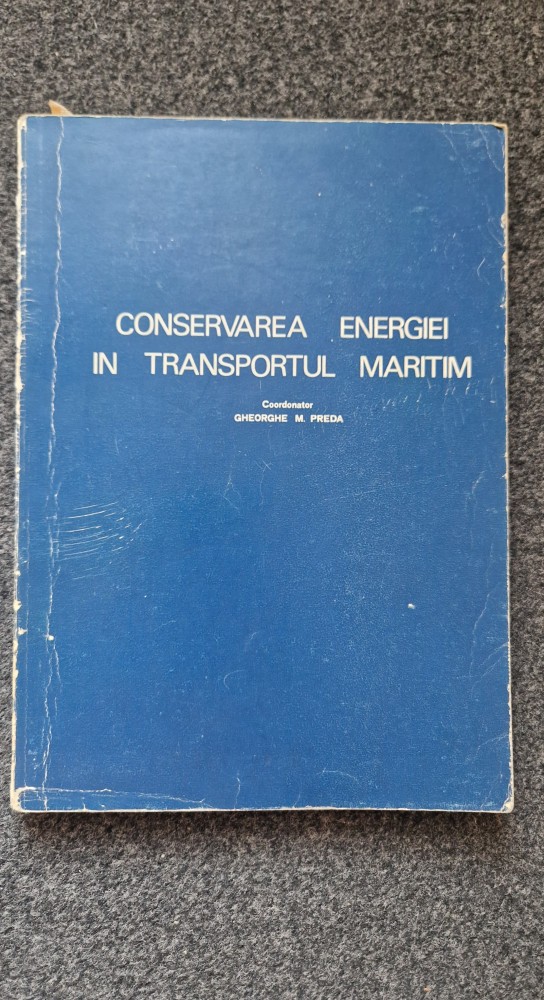 CONSERVAREA ENERGIEI
IN TRANSPORTUL MARITIM
Coordonator
GHEORGHE M. PREDA